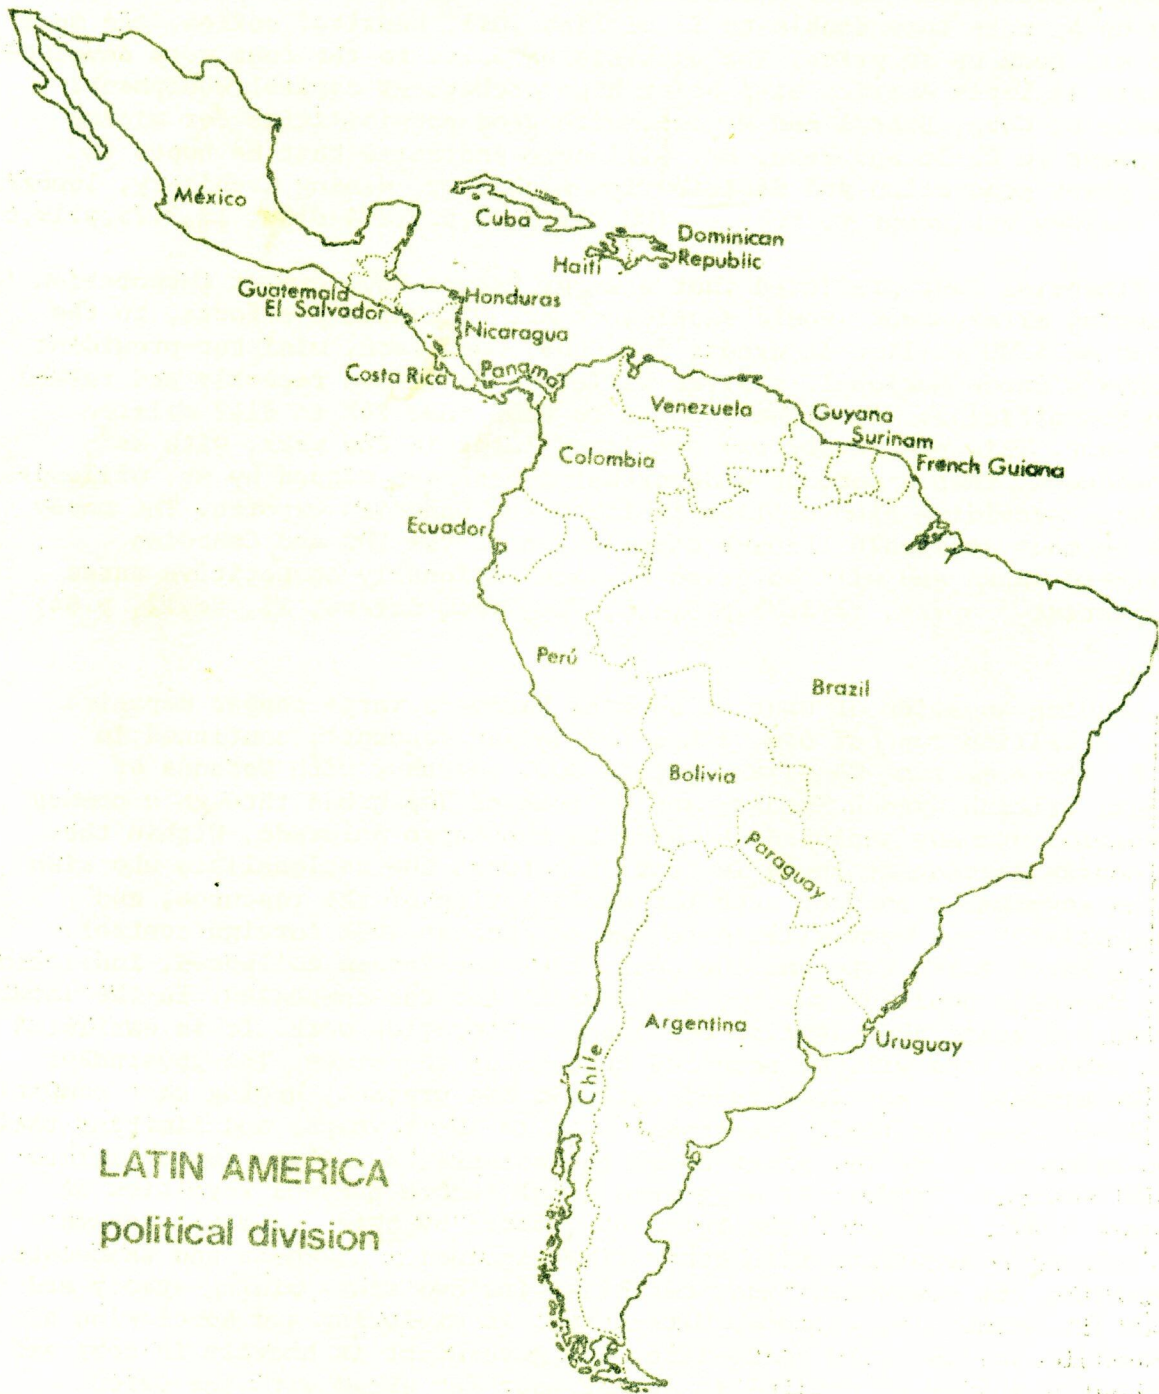 México
Cuba
Dominican
Republic
Haití
Guatemala
El Salvador
Honduras
Nicaragua
Costa Rica
Panama
Venezuela
Guyana
Surinam
French Guiana
Colombia
Ecuador
Perú
Brazil
Bolivia
Paraguay
Argentina
Chile
Uruguay
LATIN AMERICA
political division